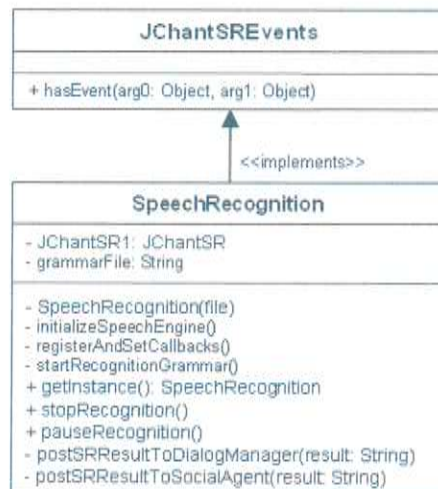 JChantSREvents
+ hasEvent(arg0: Object, arg1: Object)
<<implements>>
SpeechRecognition
- JChantSR1: JChantSR
- grammarFile: String
- SpeechRecognition(file)
- initializeSpeechEngine()
- registerAndSetCallbacks()
- startRecognitionGrammar()
+ getInstance(): SpeechRecognition
+ stopRecognition()
+ pauseRecognition()
- postSRResultToDialogManager(result: String)
- postSRResultToSocialAgent(result: String)